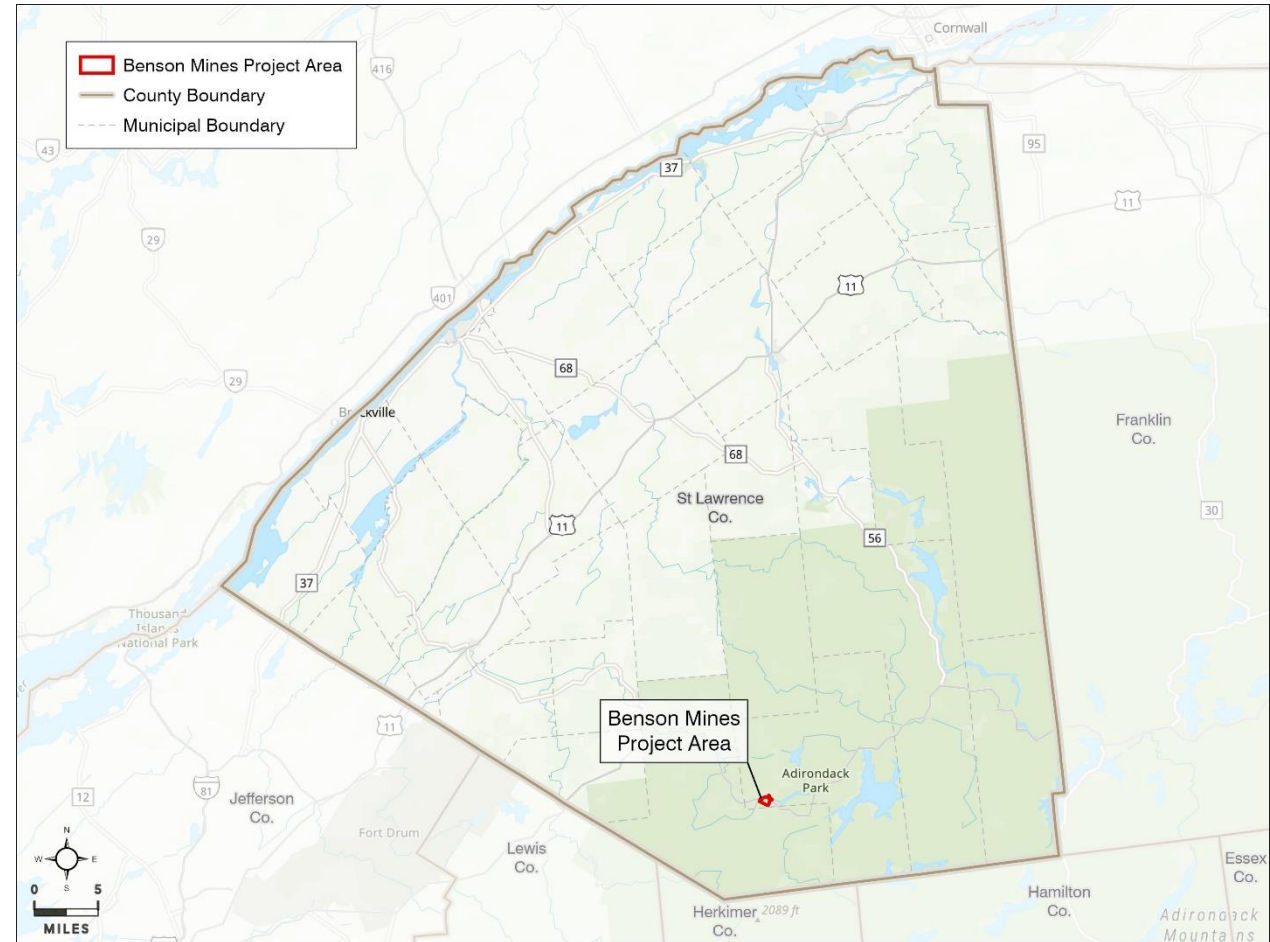 Cornwall
Benson Mines Project Area
County Boundary
Municipal Boundary
416
43
95
37
11
29
11
401
68
29
Brockville
Franklin
Co.
68
St Lawrence
Co.
30
11
56
37
Thousand
Islands
National Park
Benson Mines
Project Area
11
Adirondack
Park
81
12
Jefferson
Co.
Fort Drum
N
W E
S
0 5
MILES
Lewis
Co.
Essex
Co.
Hamilton
Co.
Herkimer
Co.
2089 ft
Adirondack
Mountains